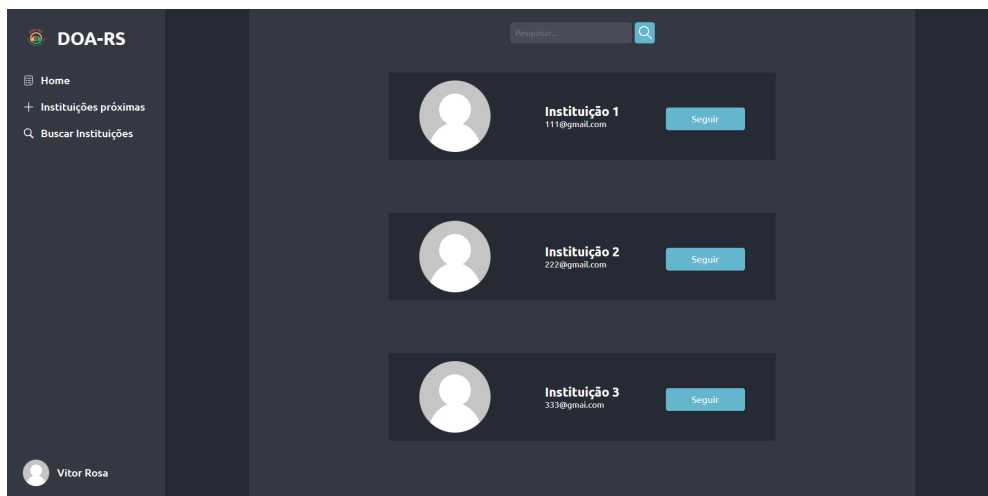 DOA-RS
Home
Instituições próximas
Buscar Instituições
Vitor Rosa
Pesquisar...
Instituição 1
111@gmail.com
Seguir
Instituição 2
222@gmail.com
Seguir
Instituição 3
333@gmai.com
Seguir